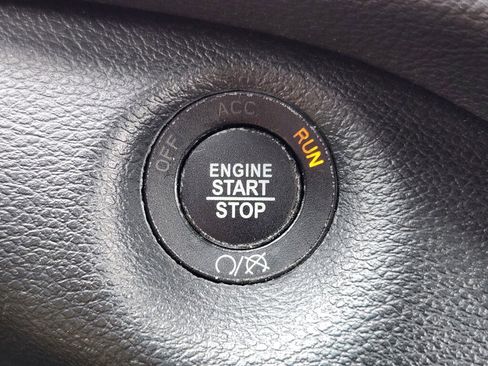 OFF
ACC
RUN
ENGINE
START
STOP